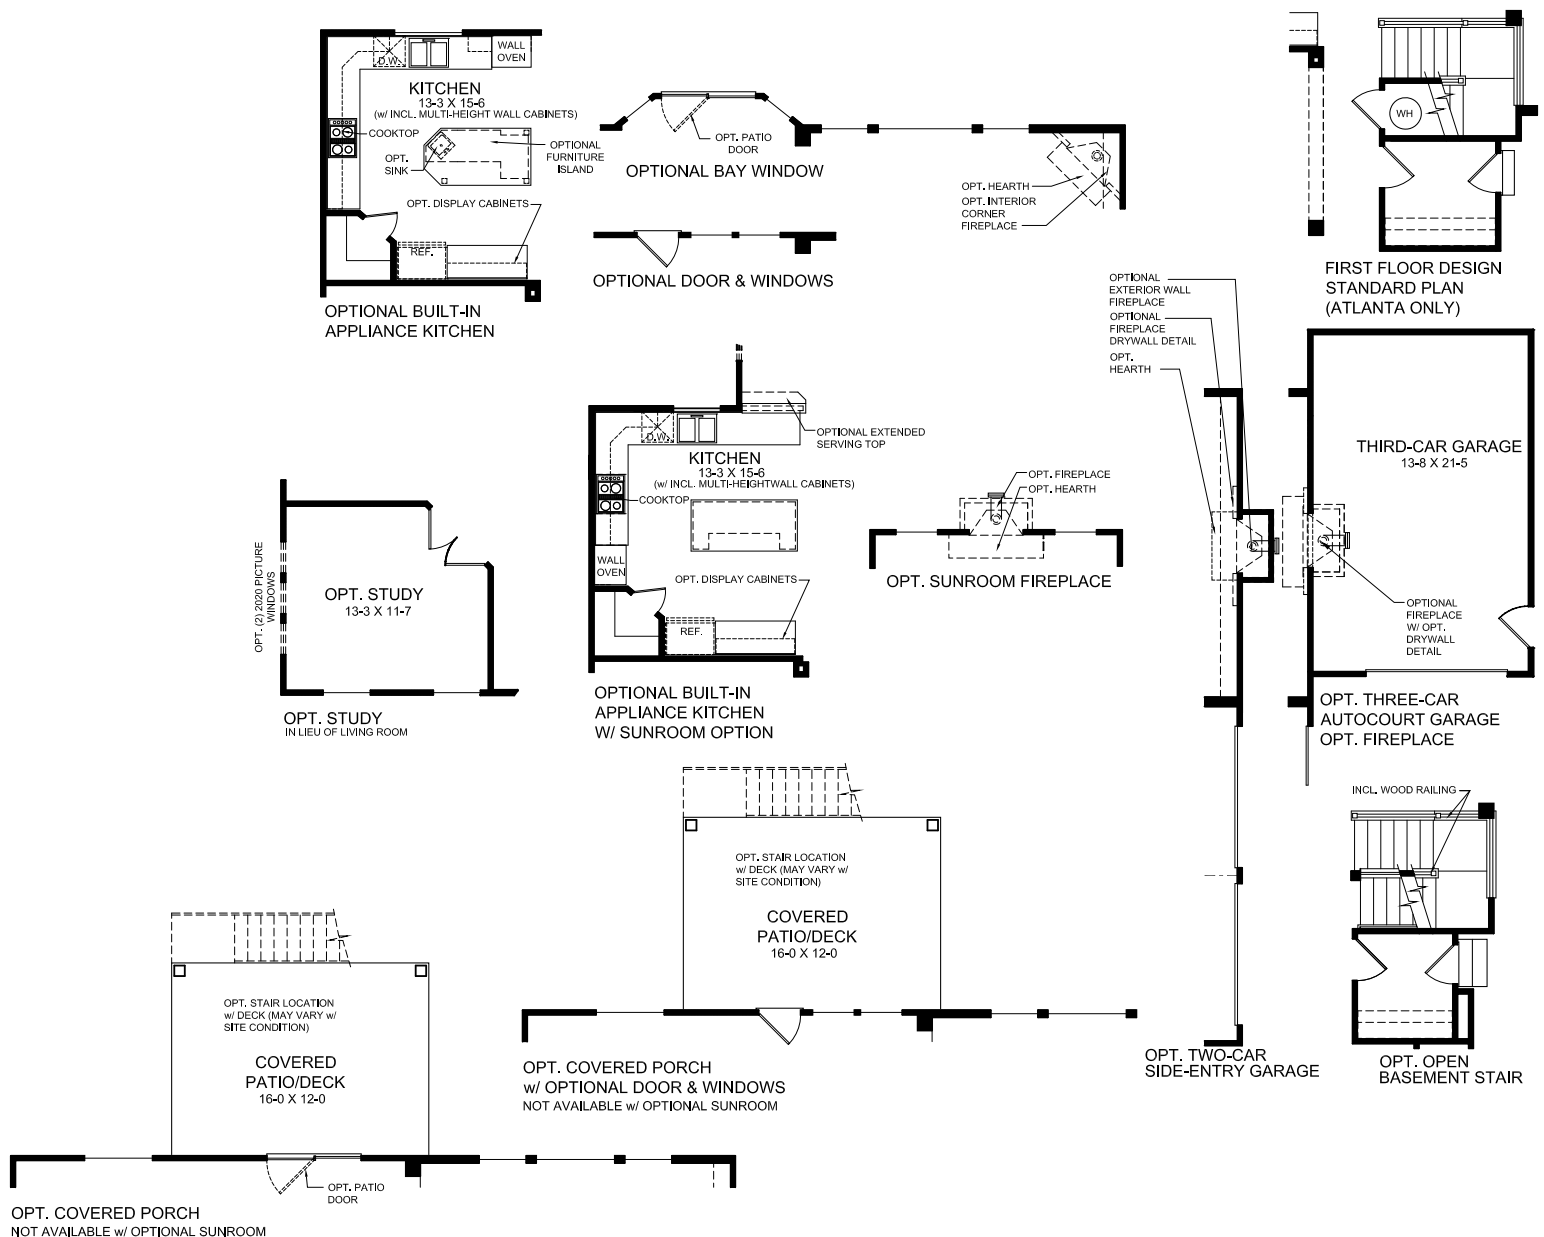 WALL
OVEN
D.W.
KITCHEN
13-3 X 15-6
(w/ INCL. MULTI-HEIGHT WALL CABINETS)
COOKTOP
OPT.
SINK
OPTIONAL
FURNITURE
ISLAND
OPT. DISPLAY CABINETS
REF.
OPTIONAL BUILT-IN
APPLIANCE KITCHEN
OPT. PATIO
DOOR
OPTIONAL BAY WINDOW
OPT. HEARTH
OPT. INTERIOR
CORNER
FIREPLACE
OPTIONAL DOOR & WINDOWS
WH
FIRST FLOOR DESIGN
STANDARD PLAN
(ATLANTA ONLY)
OPTIONAL
EXTERIOR WALL
FIREPLACE
OPTIONAL
FIREPLACE
DRYWALL DETAIL
OPT.
HEARTH
THIRD-CAR GARAGE
13-8 X 21-5
OPTIONAL
FIREPLACE
W/ OPT.
DRYWALL
DETAIL
OPT. THREE-CAR
AUTOCOURT GARAGE
OPT. FIREPLACE
D.W.
OPTIONAL EXTENDED
SERVING TOP
KITCHEN
13-3 X 15-6
(w/ INCL. MULTI-HEIGHTWALL CABINETS)
COOKTOP
WALL
OVEN
OPT. DISPLAY CABINETS
REF.
OPTIONAL BUILT-IN
APPLIANCE KITCHEN
W/ SUNROOM OPTION
OPT. FIREPLACE
OPT. HEARTH
OPT. SUNROOM FIREPLACE
OPT. (2) 2020 PICTURE
WINDOWS
OPT. STUDY
13-3 X 11-7
OPT. STUDY
IN LIEU OF LIVING ROOM
INCL. WOOD RAILING
OPT. OPEN
BASEMENT STAIR
OPT. TWO-CAR
SIDE-ENTRY GARAGE
OPT. STAIR LOCATION
w/ DECK (MAY VARY w/
SITE CONDITION)
COVERED
PATIO/DECK
16-0 X 12-0
OPT. COVERED PORCH
w/ OPTIONAL DOOR & WINDOWS
NOT AVAILABLE w/ OPTIONAL SUNROOM
OPT. STAIR LOCATION
w/ DECK (MAY VARY w/
SITE CONDITION)
COVERED
PATIO/DECK
16-0 X 12-0
OPT. PATIO
DOOR
OPT. COVERED PORCH
NOT AVAILABLE w/ OPTIONAL SUNROOM